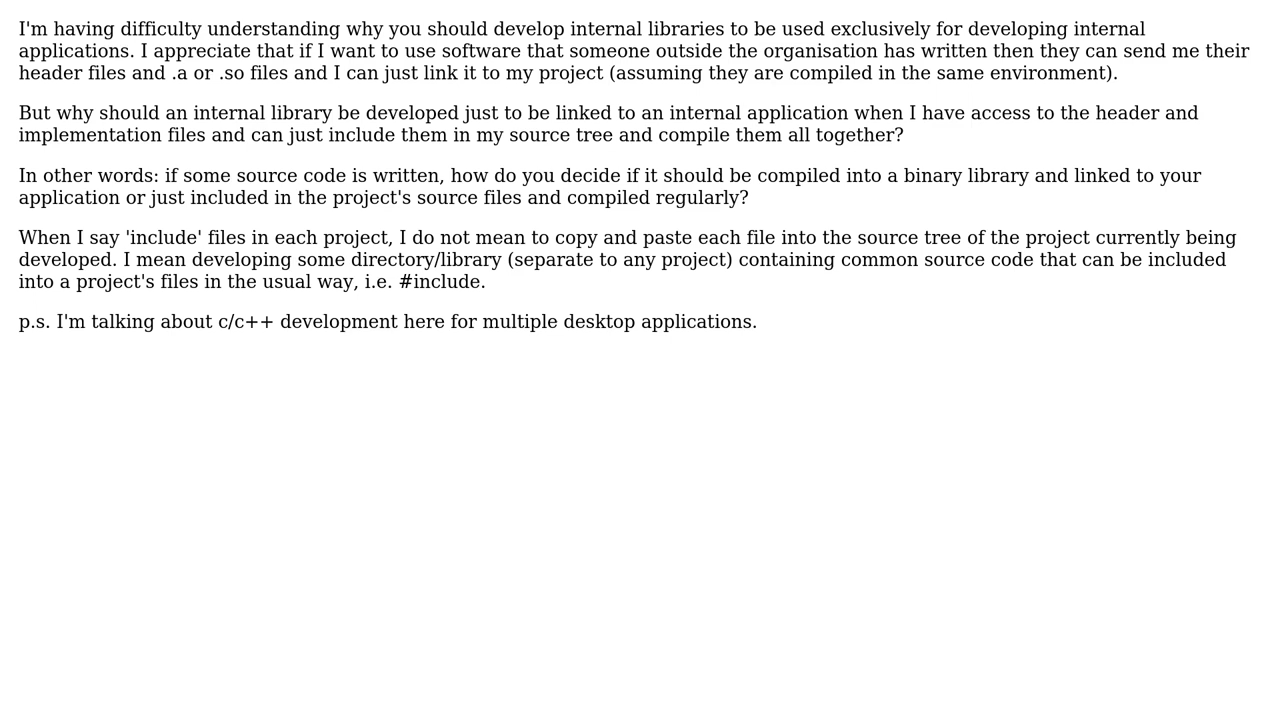 I'm having difficulty understanding why you should develop internal libraries to be used exclusively for developing internal
applications. I appreciate that if I want to use software that someone outside the organisation has written then they can send me their
header files and .a or .so files and I can just link it to my project (assuming they are compiled in the same environment).
But why should an internal library be developed just to be linked to an internal application when I have access to the header and
implementation files and can just include them in my source tree and compile them all together?
In other words: if some source code is written, how do you decide if it should be compiled into a binary library and linked to your
application or just included in the project's source files and compiled regularly?
When I say 'include' files in each project, I do not mean to copy and paste each file into the source tree of the project currently being
developed. I mean developing some directory/library (separate to any project) containing common source code that can be included
into a project's files in the usual way, i.e. #include.
p.s. I'm talking about c/c++ development here for multiple desktop applications.